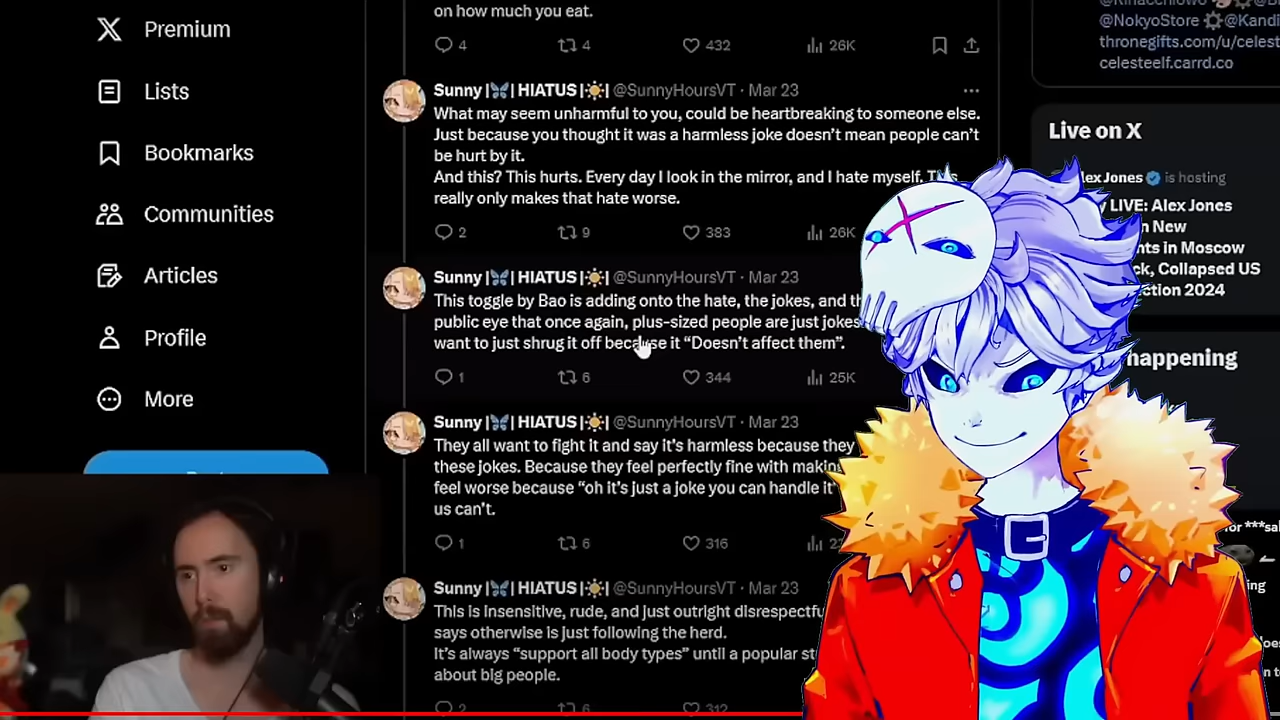 Premium
Lists
Bookmarks
Communities
Articles
Profile
More
on how much you eat.
4 4 432 26K
Sunny | | HIATUS | | @SunnyHoursVT · Mar 23
What may seem unharmful to you, could be heartbreaking to someone else.
Just because you thought it was a harmless joke doesn't mean people can't
be hurt by it.
And this? This hurts. Every day I look in the mirror, and I hate myself.
really only makes that hate worse.
2 9 383 26K
Sunny | | HIATUS | | @SunnyHoursVT · Mar 23
This toggle by Bao is adding onto the hate, the jokes, and
public eye that once again, plus-sized people are just jokes
want to just shrug it off because it “Doesn't affect them”.
1 6 344 25K
Sunny | | HIATUS | | @SunnyHoursVT · Mar 23
They all want to fight it and say it's harmless because they
these jokes. Because they feel perfectly fine with
feel worse because “oh it's just a joke you can handle it”
us can't.
1 6 316
Sunny | | HIATUS | | @SunnyHoursVT · Mar 23
This is insensitive, rude, and just outright
says otherwise is just following the herd.
It's always “support all body types” until a popular
about big people.
2 6 312
@NokyoStore
thronegifts.com/u/celest
celesteelf.carrd.co
Live on X
Jones is hosting
LIVE: Alex Jones
New
in Moscow
Collapsed US
2024
happening